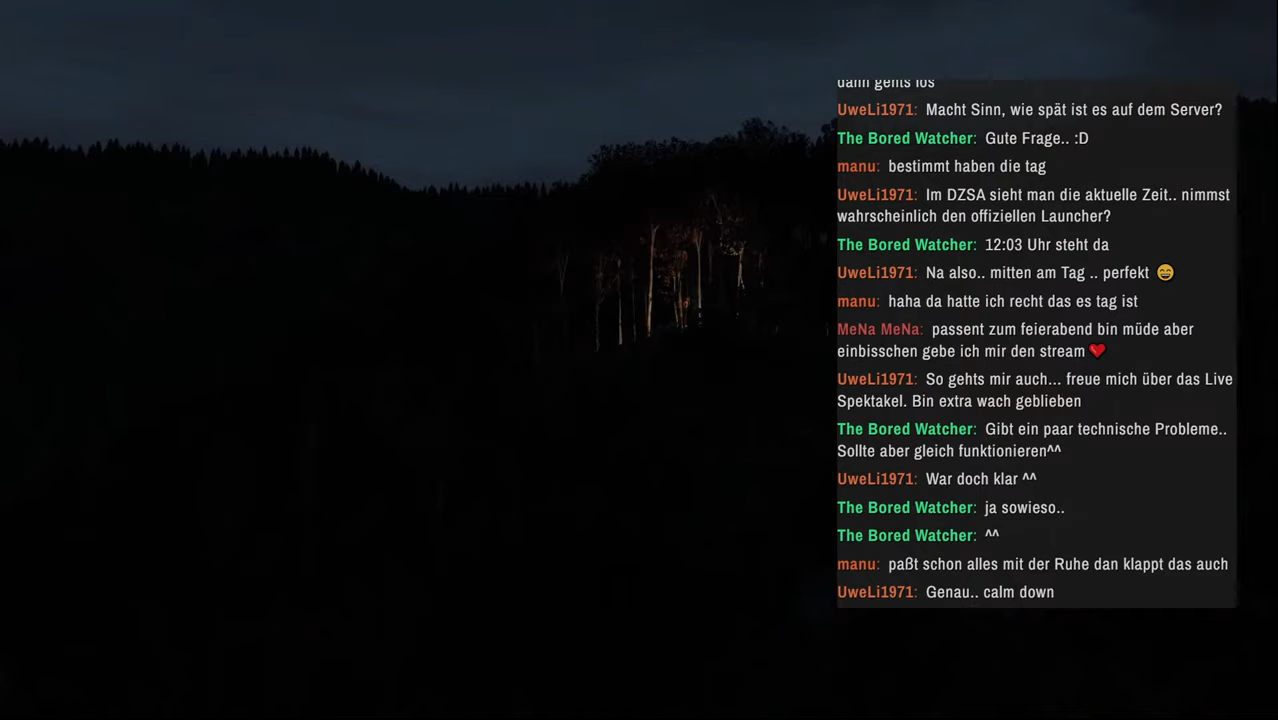 dann gehts los
UweLi1971: Macht Sinn, wie spät ist es auf dem Server?
The Bored Watcher: Gute Frage.. :D
manu: bestimmt haben die tag
UweLi1971: Im DZSA sieht man die aktuelle Zeit.. nimmst
wahrscheinlich den offiziellen Launcher?
The Bored Watcher: 12:03 Uhr steht da
UweLi1971: Na also.. mitten am Tag .. perfekt 😄
manu: haha da hatte ich recht das es tag ist
MeNa MeNa: passent zum feierabend bin müde aber
einbisschen gebe ich mir den stream ❤️
UweLi1971: So gehts mir auch... freue mich über das Live
Spektakel. Bin extra wach geblieben
The Bored Watcher: Gibt ein paar technische Probleme..
Sollte aber gleich funktionieren^^
UweLi1971: War doch klar ^^
The Bored Watcher: ja sowieso..
The Bored Watcher: ^^
manu: paßt schon alles mit der Ruhe dan klappt das auch
UweLi1971: Genau.. calm down